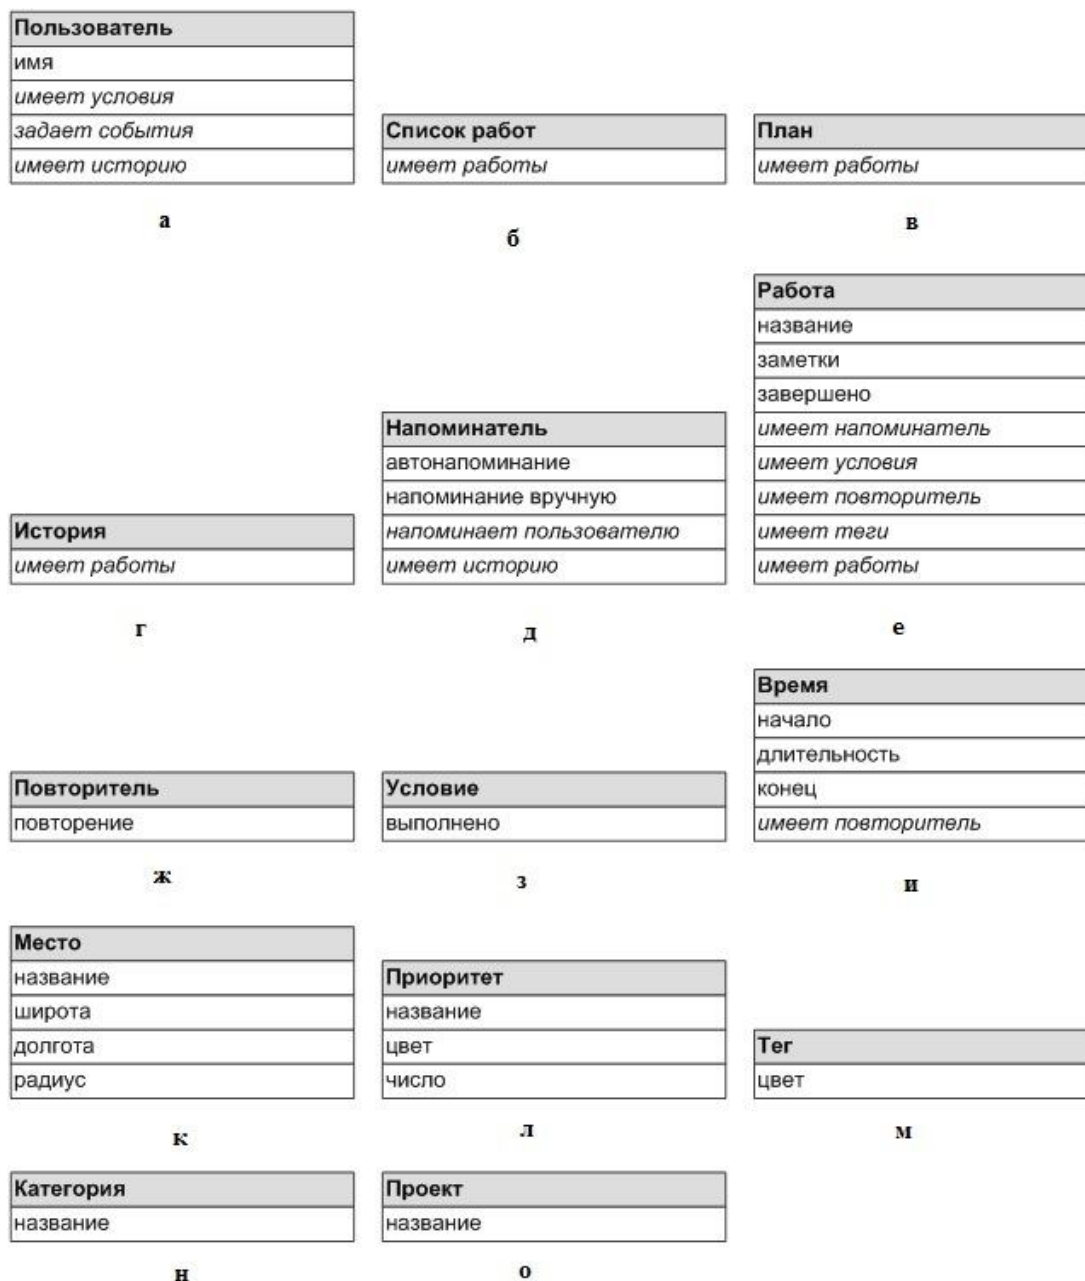 Пользователь
имя
имеет условия
задает события
имеет историю
а
Список работ
имеет работы
б
План
имеет работы
в
История
имеет работы
г
Напоминатель
автонапоминание
напоминание вручную
напоминает пользователю
имеет историю
д
Работа
название
заметки
завершено
имеет напоминатель
имеет условия
имеет повторитель
имеет теги
имеет работы
е
Повторитель
повторение
ж
Условие
выполнено
з
Время
начало
длительность
конец
имеет повторитель
и
Место
название
широта
долгота
радиус
к
Приоритет
название
цвет
число
л
Тег
цвет
м
Категория
название
н
Проект
название
о